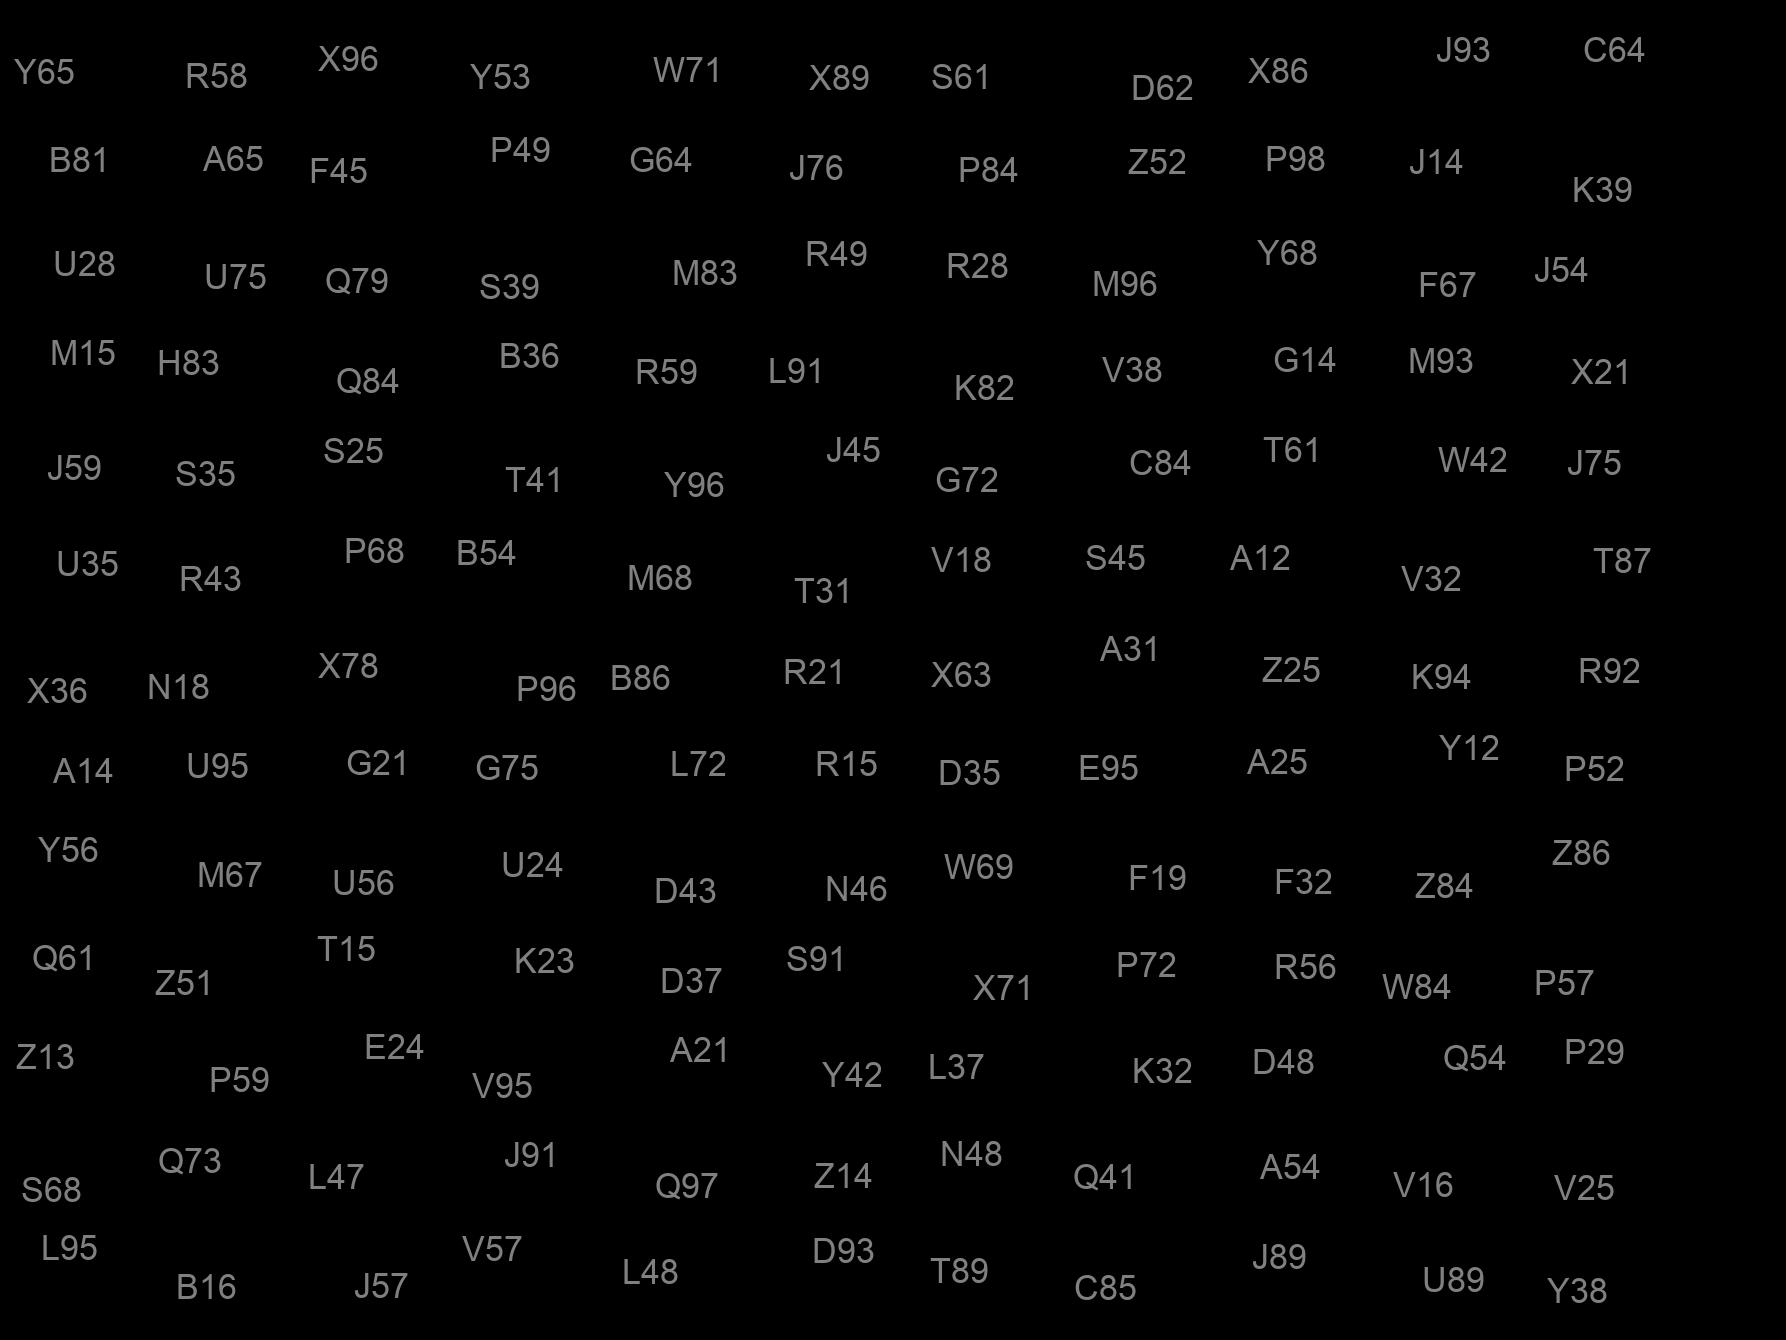 Y65 R58 X96 Y53 W71 X89 S61 D62 X86 J93 C64
B81 A65 F45 P49 G64 J76 P84 Z52 P98 J14 K39
U28 U75 Q79 S39 M83 R49 R28 M96 Y68 F67 J54
M15 H83 Q84 B36 R59 L91 K82 V38 G14 M93 X21
J59 S35 S25 T41 Y96 J45 G72 C84 T61 W42 J75
U35 R43 P68 B54 M68 T31 V18 S45 A12 V32 T87
X36 N18 X78 P96 B86 R21 X63 A31 Z25 K94 R92
A14 U95 G21 G75 L72 R15 D35 E95 A25 Y12 P52
Y56 M67 U56 U24 D43 N46 W69 F19 F32 Z84 Z86
Q61 Z51 T15 K23 D37 S91 X71 P72 R56 W84 P57
Z13 P59 E24 V95 A21 Y42 L37 K32 D48 Q54 P29
S68 Q73 L47 J91 Q97 Z14 N48 Q41 A54 V16 V25
L95 B16 J57 V57 L48 D93 T89 C85 J89 U89 Y38